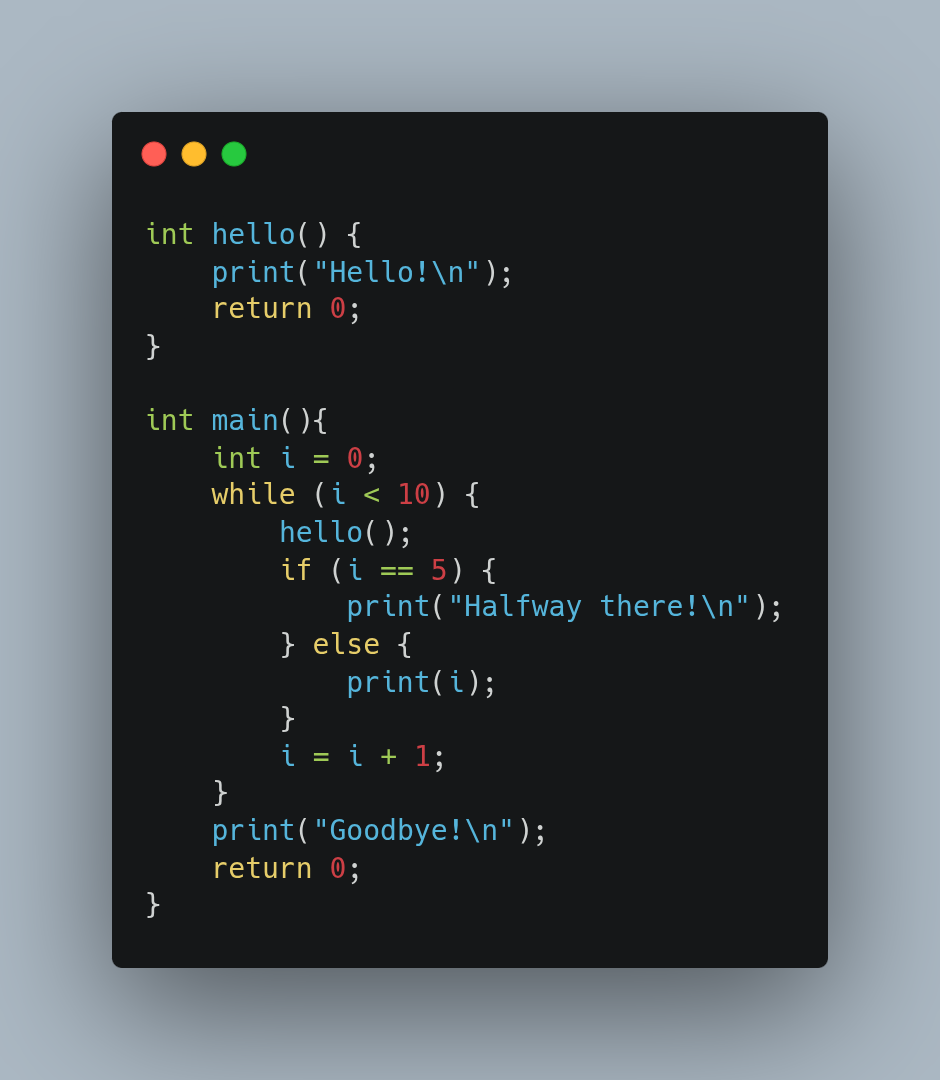 int hello() {
    print("Hello!\n");
    return 0;
}

int main(){
    int i = 0;
    while (i < 10) {
        hello();
        if (i == 5) {
            print("Halfway there!\n");
        } else {
            print(i);
        }
        i = i + 1;
    }
    print("Goodbye!\n");
    return 0;
}